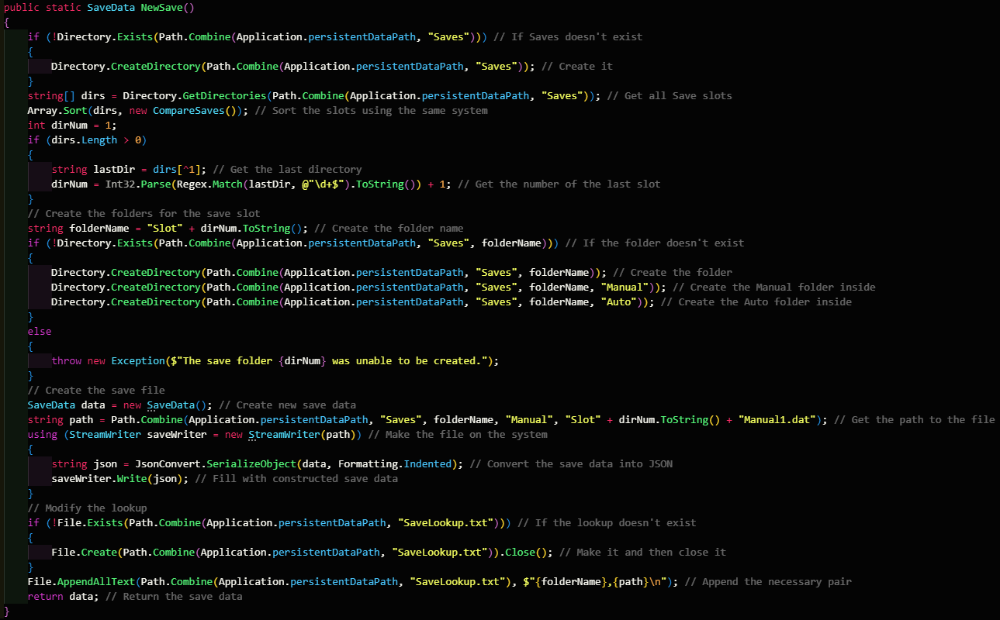 public static SaveData NewSave()
{
    if (!Directory.Exists(Path.Combine(Application.persistentDataPath, "Saves"))) // If Saves doesn't exist
    {
        Directory.CreateDirectory(Path.Combine(Application.persistentDataPath, "Saves")); // Create it
    }
    string[] dirs = Directory.GetDirectories(Path.Combine(Application.persistentDataPath, "Saves")); // Get all Save slots
    Array.Sort(dirs, new CompareSaves()); // Sort the slots using the same system
    int dirNum = 1;
    if (dirs.Length > 0)
    {
        string lastDir = dirs[^1]; // Get the last directory
        dirNum = Int32.Parse(Regex.Match(lastDir, @"\d+$").ToString()) + 1; // Get the number of the last slot
    }
    // Create the folders for the save slot
    string folderName = "Slot" + dirNum.ToString(); // Create the folder name
    if (!Directory.Exists(Path.Combine(Application.persistentDataPath, "Saves", folderName))) // If the folder doesn't exist
    {
        Directory.CreateDirectory(Path.Combine(Application.persistentDataPath, "Saves", folderName)); // Create the folder
        Directory.CreateDirectory(Path.Combine(Application.persistentDataPath, "Saves", folderName, "Manual")); // Create the Manual folder inside
        Directory.CreateDirectory(Path.Combine(Application.persistentDataPath, "Saves", folderName, "Auto")); // Create the Auto folder inside
    }
    else
    {
        throw new Exception($"The save folder {dirNum} was unable to be created.");
    }
    // Create the save file
    SaveData data = new SaveData(); // Create new save data
    string path = Path.Combine(Application.persistentDataPath, "Saves", folderName, "Manual", "Slot" + dirNum.ToString() + "Manual1.dat"); // Get the path to the file
    using (StreamWriter saveWriter = new StreamWriter(path)) // Make the file on the system
    {
        string json = JsonConvert.SerializeObject(data, Formatting.Indented); // Convert the save data into JSON
        saveWriter.Write(json); // Fill with constructed save data
    }
    // Modify the lookup
    if (!File.Exists(Path.Combine(Application.persistentDataPath, "SaveLookup.txt"))) // If the lookup doesn't exist
    {
        File.Create(Path.Combine(Application.persistentDataPath, "SaveLookup.txt")).Close(); // Make it and then close it
    }
    File.AppendAllText(Path.Combine(Application.persistentDataPath, "SaveLookup.txt"), $"{folderName},{path}\n"); // Append the necessary pair
    return data; // Return the save data
}